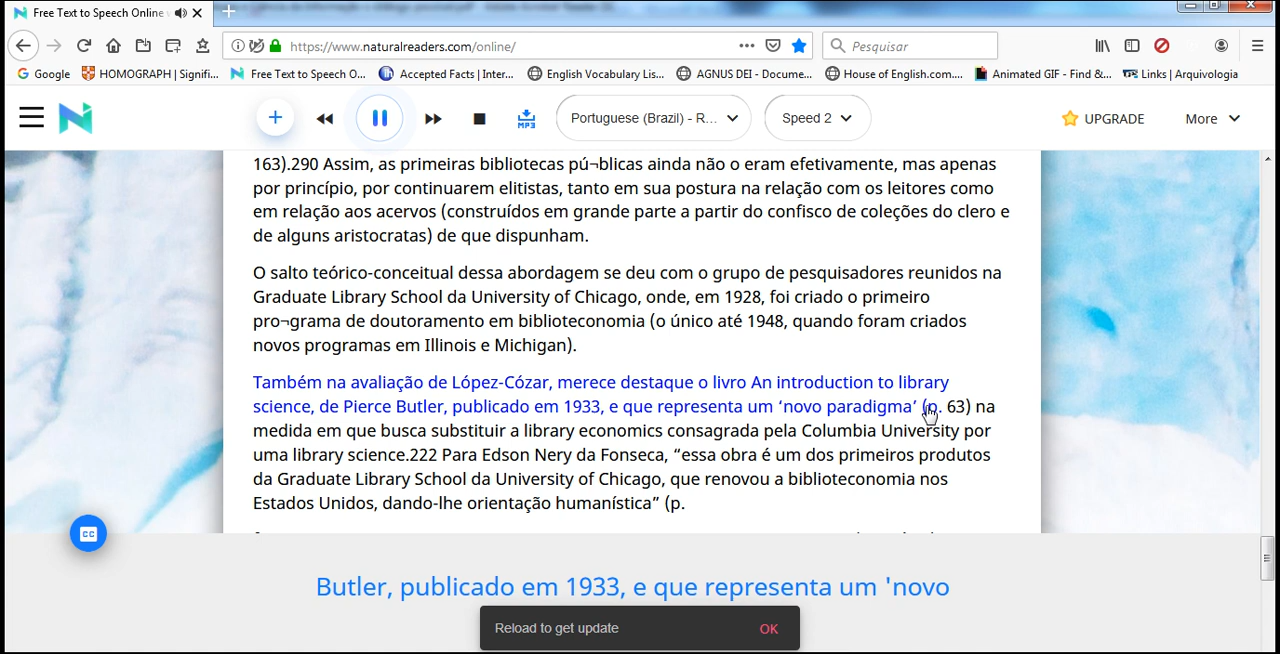 Free Text to Speech Online
https://www.naturalreaders.com/online/
Pesquisar
Google
HOMOGRAPH | Signifi...
Free Text to Speech O...
Accepted Facts | Inter...
English Vocabulary Lis...
AGNUS DEI - Docume...
House of English.com....
Animated GIF - Find &...
Links | Arquivologia
MP3
Portuguese (Brazil) - R...
Speed 2
UPGRADE
More
163).290 Assim, as primeiras bibliotecas pú¬blicas ainda não o eram efetivamente, mas apenas
por princípio, por continuarem elitistas, tanto em sua postura na relação com os leitores como
em relação aos acervos (construídos em grande parte a partir do confisco de coleções do clero e
de alguns aristocratas) de que dispunham.
O salto teórico-conceitual dessa abordagem se deu com o grupo de pesquisadores reunidos na
Graduate Library School da University of Chicago, onde, em 1928, foi criado o primeiro
pro¬grama de doutoramento em biblioteconomia (o único até 1948, quando foram criados
novos programas em Illinois e Michigan).
Também na avaliação de López-Cózar, merece destaque o livro An introduction to library
science, de Pierce Butler, publicado em 1933, e que representa um ‘novo paradigma’ (p. 63) na
medida em que busca substituir a library economics consagrada pela Columbia University por
uma library science.222 Para Edson Nery da Fonseca, “essa obra é um dos primeiros produtos
da Graduate Library School da University of Chicago, que renovou a biblioteconomia nos
Estados Unidos, dando-lhe orientação humanística” (p.
CC
Butler, publicado em 1933, e que representa um 'novo
Reload to get update
OK